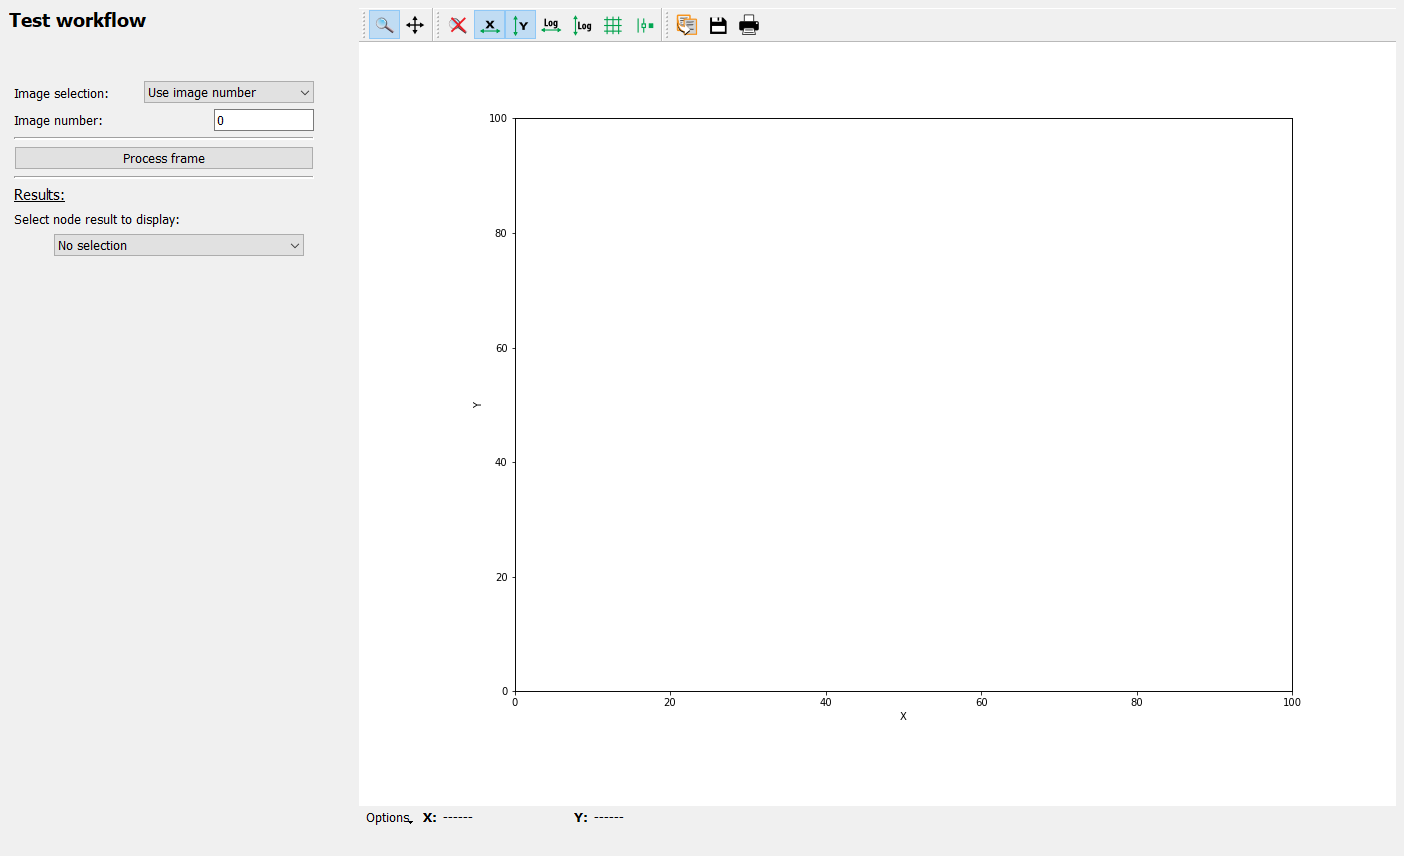 Test workflow
Image selection:
Use image number
Image number:
0
Process frame
Results:
Select node result to display:
No selection
X
Y
Log
Log
100
80
60
40
20
0
Y
0
20
40
60
80
100
X
Options
X: ------
Y: ------